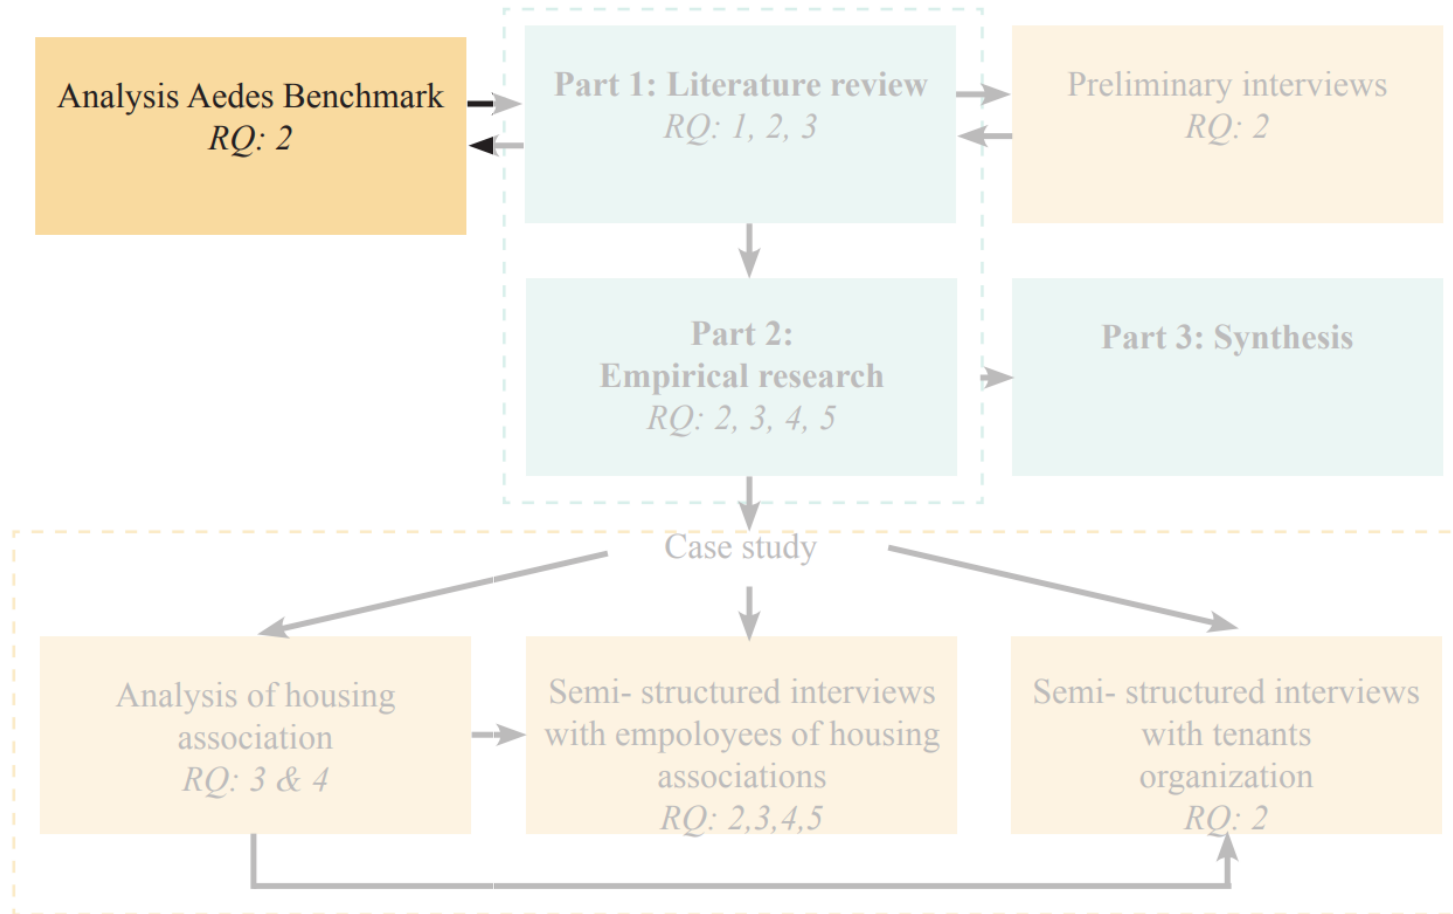 Analysis Aedes Benchmark
RQ: 2
Part 1: Literature review
RQ: 1, 2, 3
Preliminary interviews
RQ: 2
Part 2:
Empirical research
RQ: 2, 3, 4, 5
Part 3: Synthesis
Case study
Analysis of housing
association
RQ: 3 & 4
Semi- structured interviews
with empoloyees of housing
associations
RQ: 2,3,4,5
Semi- structured interviews
with tenants
organization
RQ: 2